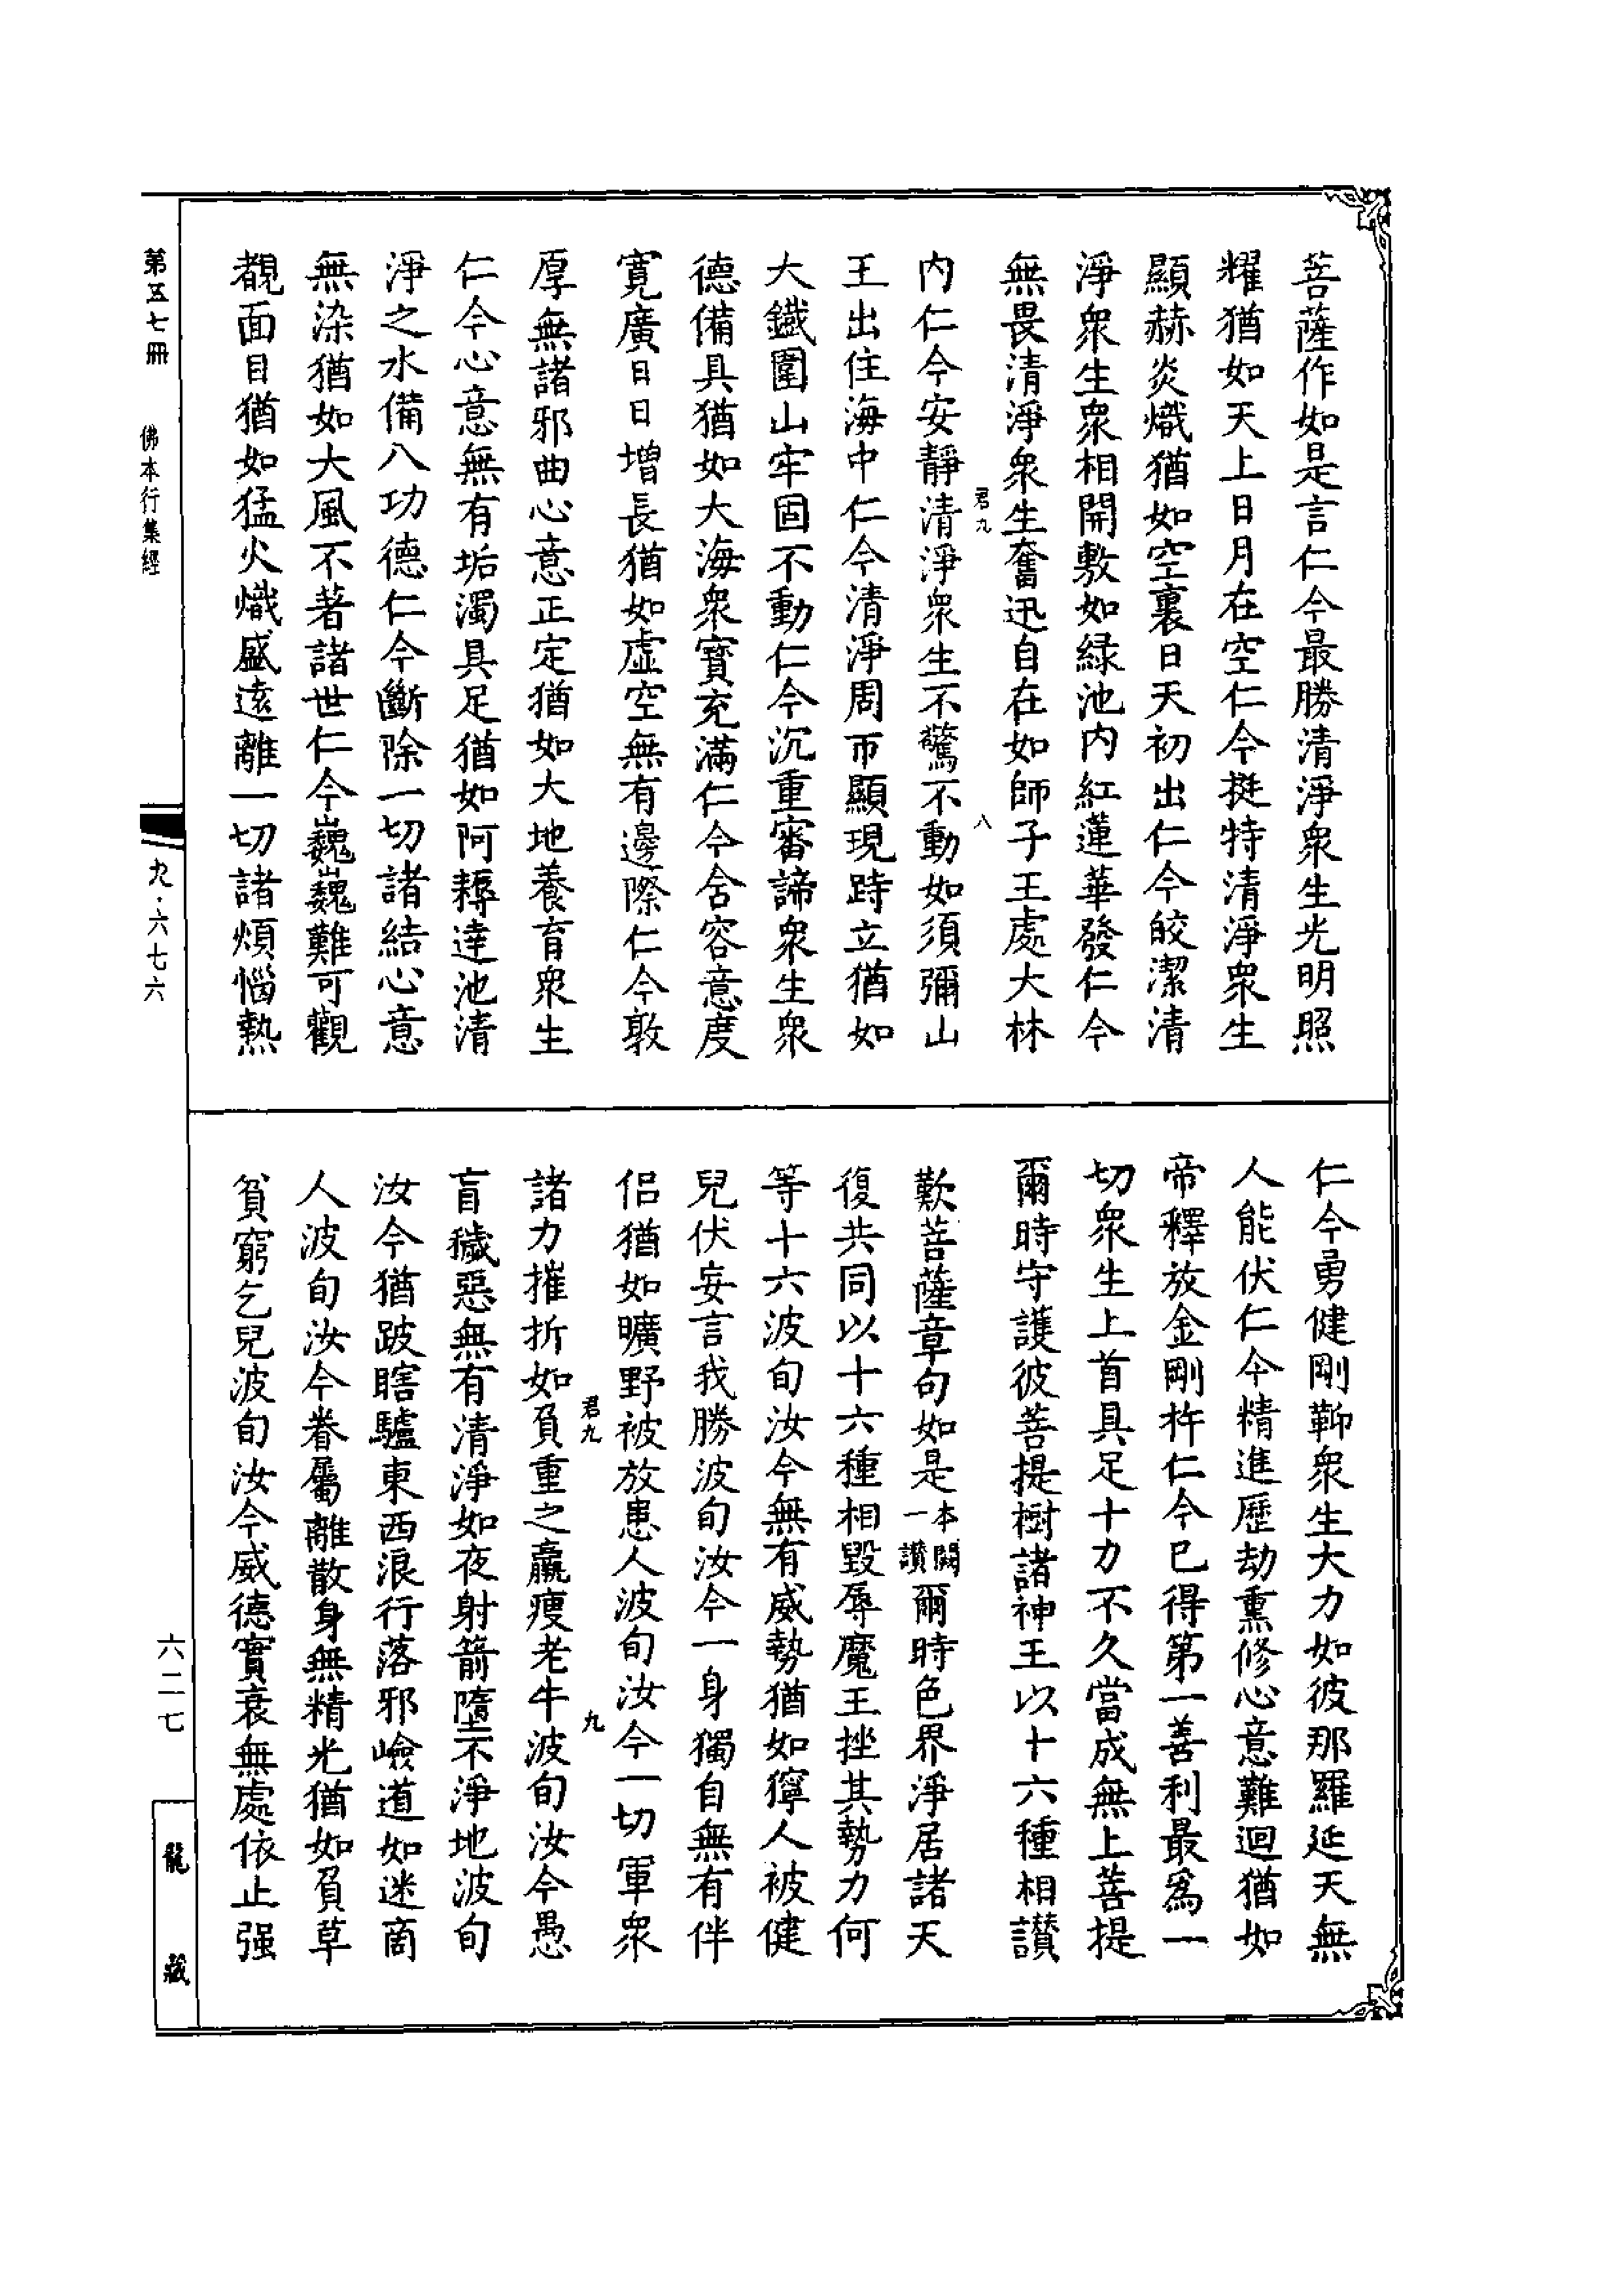 菩薩作如是言仁今最勝清淨衆生光明照
耀猶如天上日月在空仁今挺特清淨衆生
顯赫炎熾猶如空裏日天初出仁今皎潔清
淨衆生衆相開敷如緑池内紅蓮華發仁今
無畏清淨衆生奮迅自在如師子王處大林
君九
八
内仁今安靜清淨衆生不驚不動如須彌山
王出住海中仁今清淨周帀顯現跱立猶如
大鐵圍山牢固不動仁今沉重審諦衆生衆
德備具猶如大海衆寳充滿仁今含容意度
寛廣日日增長猶如虛空無有邊際仁今敦
厚無諸邪曲心意正定猶如大地養育衆生
仁今心意無有垢濁具足猶如阿耨達池清
淨之水備八功德仁今斷除一切諸結心意
無染猶如大風不著諸世仁今巍巍難可觀
覩面目猶如猛火熾盛遠離一切諸煩惱熱
仁今勇健剛鞕衆生大力如彼那羅延天無
人能伏仁今精進歷劫熏修心意難迴猶如
帝釋放金剛杵仁今已得第一善利最爲一
切衆生上首具足十力不久當成無上菩提
爾時守護彼菩提樹諸神王以十六種相讃
歎菩薩章句如是一本闕讃爾時色界淨居諸天
復共同以十六種相毀辱魔王挫其勢力何
等十六波旬汝今無有威勢猶如獰人被健
兒伏妄言我勝波旬汝今一身獨自無有伴
侶猶如曠野被放患人波旬汝今一切軍衆
君九
九
諸力摧折如負重之羸瘦老牛波旬汝今愚
盲穢惡無有清淨如夜射箭墮不淨地波旬
汝今猶跛瞎驢東西浪行落邪嶮道如迷商
人波旬汝今眷屬離散身無精光猶如負草
貧窮乞兒波旬汝今威德實衰無處依止强
第五七冊
佛本行集經
九·六七六
六二七
龍藏